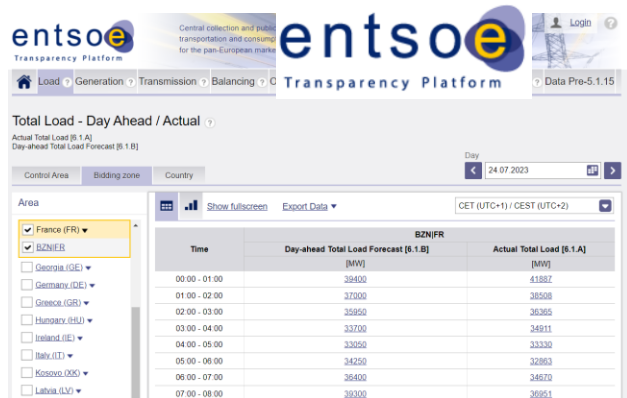 entsoe
Transparency Platform
Central collection and public
transportation and consump
for the pan-European marke
entsoe
Transparency Platform
Login ?
Load ? Generation ? Transmission ? Balancing ? ? Data Pre-5.1.15
Total Load - Day Ahead / Actual ?
Actual Total Load [6.1.A]
Day-ahead Total Load Forecast [6.1.B]
Day
24.07.2023
Control Area Bidding zone Country
Area
Show fullscreen Export Data
CET (UTC+1) / CEST (UTC+2)
France (FR)
BZN|FR
Georgia (GE)
Germany (DE)
Greece (GR)
Hungary (HU)
Ireland (IE)
Italy (IT)
Kosovo (XK)
Latvia (LV)
BZN|FR
Time Day-ahead Total Load Forecast [6.1.B] Actual Total Load [6.1.A]
[MW] [MW]
00:00 - 01:00 39400 41887
01:00 - 02:00 37000 38508
02:00 - 03:00 35950 36365
03:00 - 04:00 33700 34911
04:00 - 05:00 33050 33330
05:00 - 06:00 34250 32863
06:00 - 07:00 36400 34670
07:00 - 08:00 39300 36951